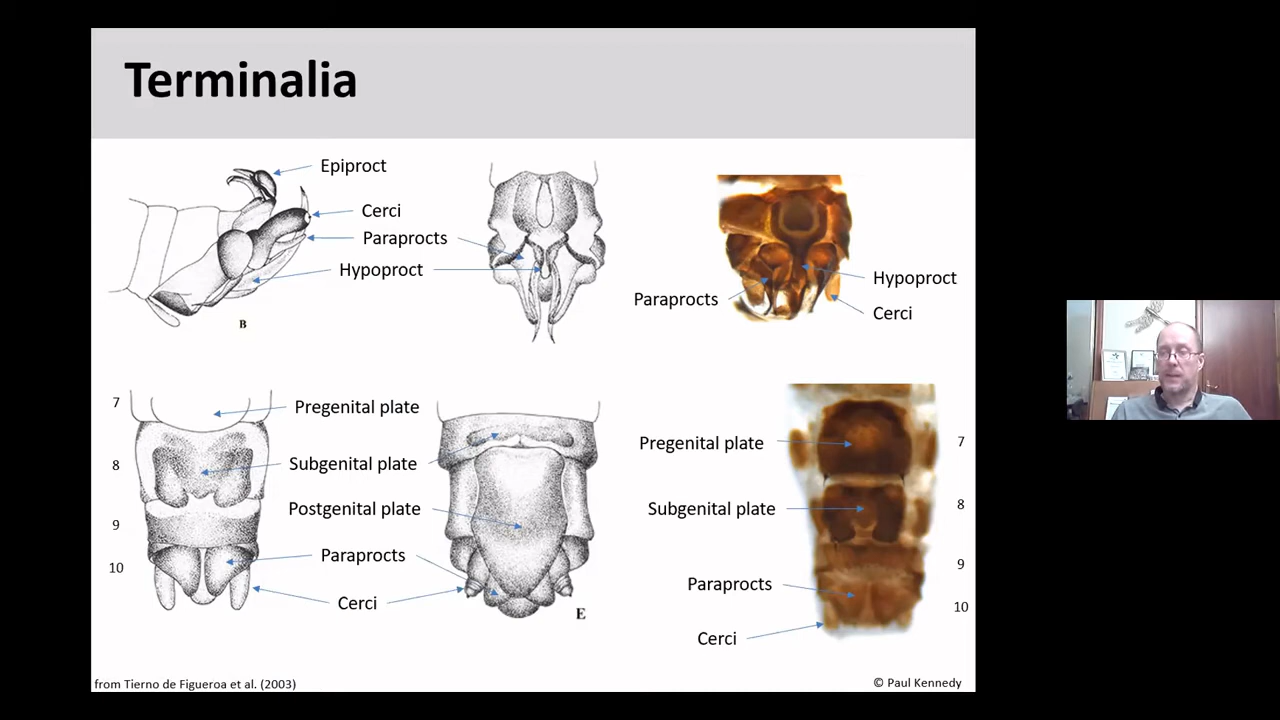 Terminalia
Epiproct
Cerci
Paraprocts
Hypoproct
B
Hypoproct
Paraprocts
Cerci
7
Pregenital plate
8
Subgenital plate
9
Postgenital plate
10
Paraprocts
Cerci
E
Pregenital plate
7
Subgenital plate
8
9
Paraprocts
10
Cerci
from Tierno de Figueroa et al. (2003)
© Paul Kennedy